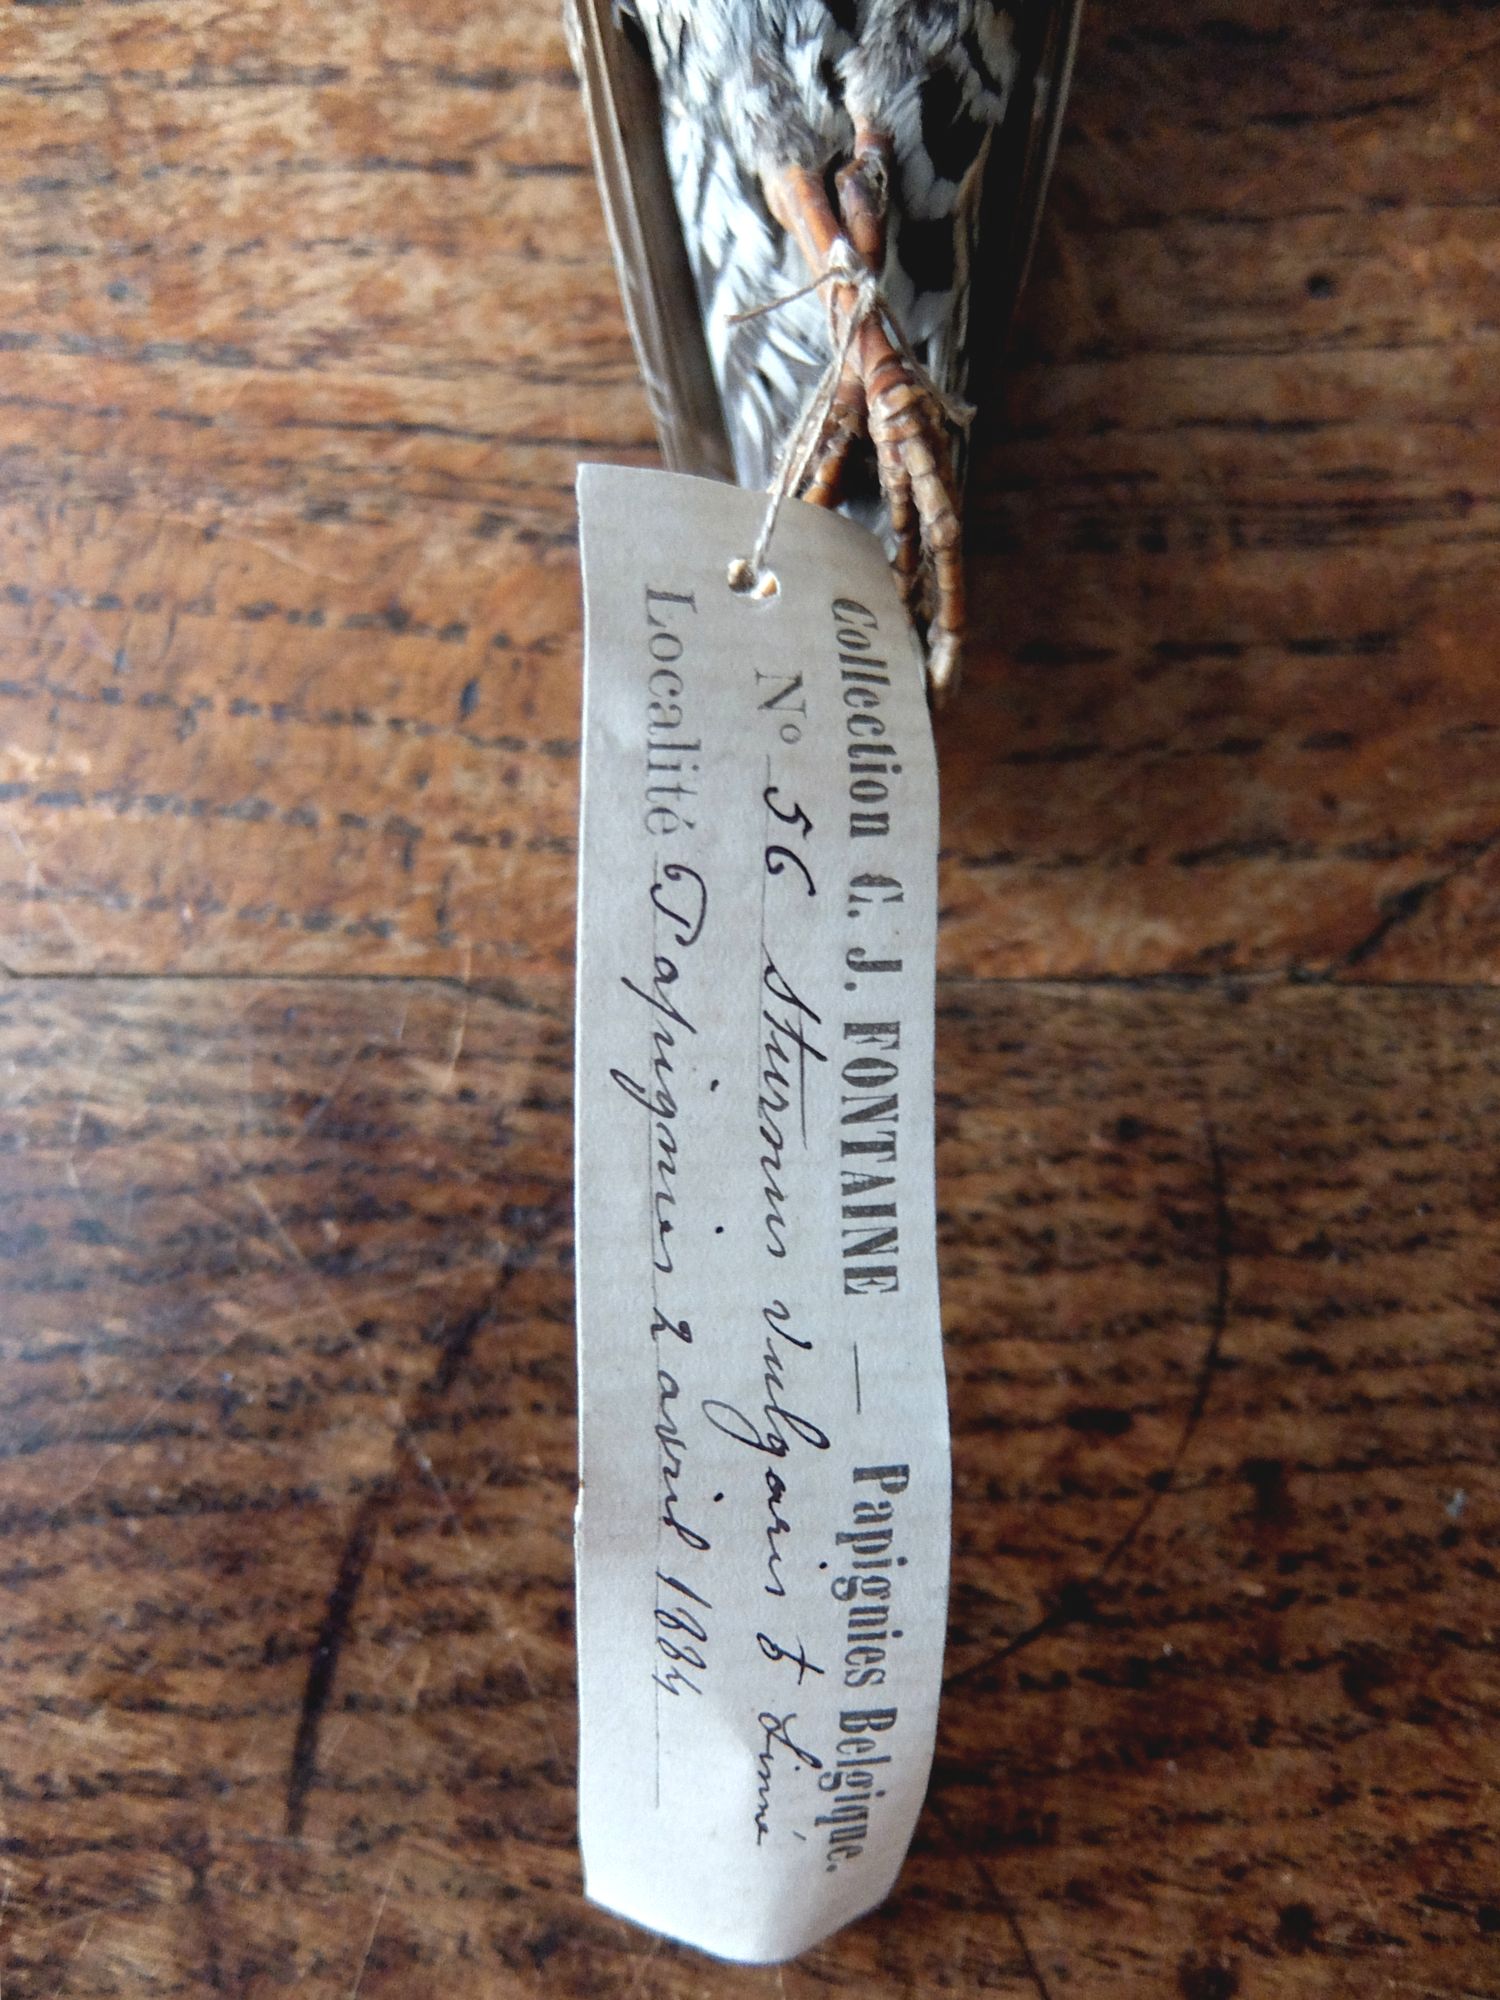 Collection C. J. FONTAINE — Papignies Belgique.
N° 56 Sturnus vulgaris ♂ Linné
Localité Papignies 2 avril 1884